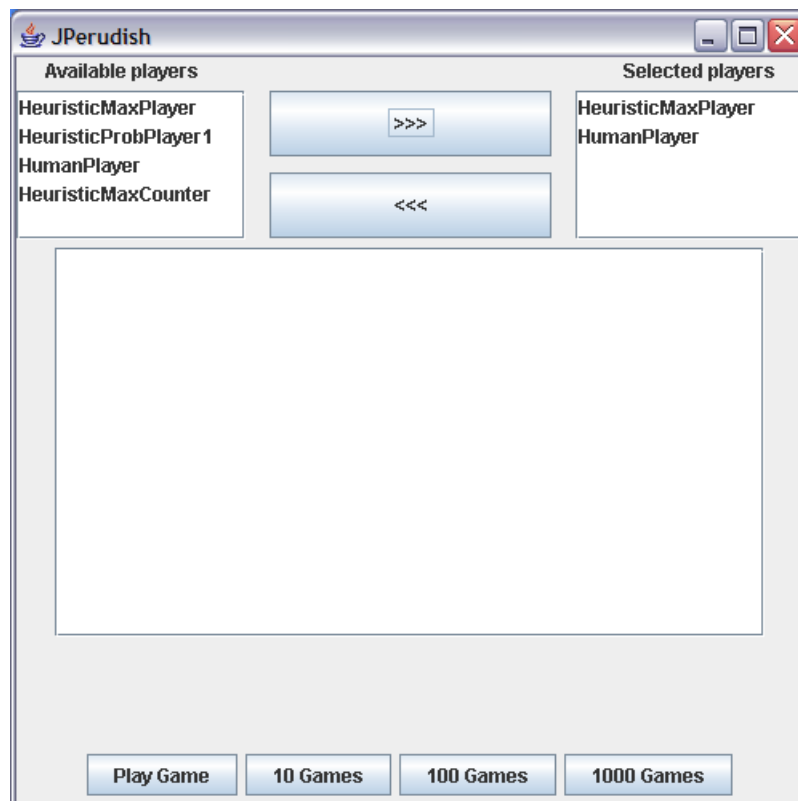 JPerudish
Available players
Selected players
HeuristicMaxPlayer
HeuristicProbPlayer1
HumanPlayer
HeuristicMaxCounter
>>>
<<<
HeuristicMaxPlayer
HumanPlayer
Play Game
10 Games
100 Games
1000 Games